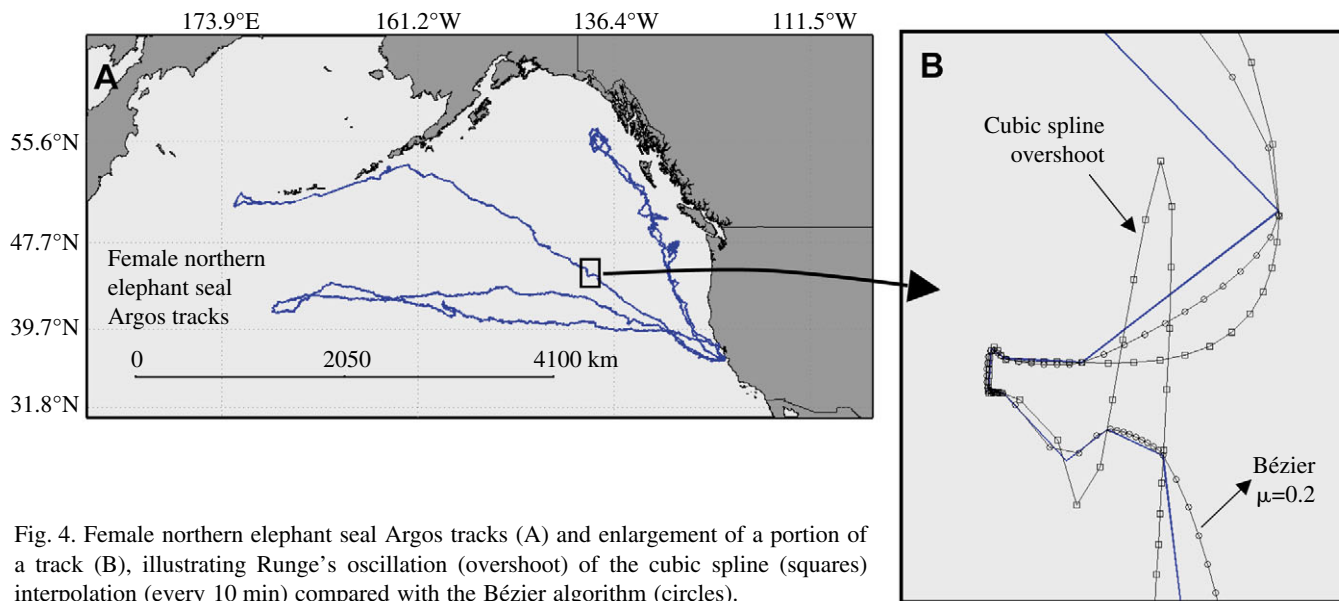 173.9°E 161.2°W 136.4°W 111.5°W
A
B
55.6°N
47.7°N
39.7°N
31.8°N
Female northern
elephant seal
Argos tracks
0 2050 4100 km
Cubic spline
overshoot
Bézier
μ=0.2
Fig. 4. Female northern elephant seal Argos tracks (A) and enlargement of a portion of
a track (B), illustrating Runge's oscillation (overshoot) of the cubic spline (squares)
interpolation (every 10 min) compared with the Bézier algorithm (circles).